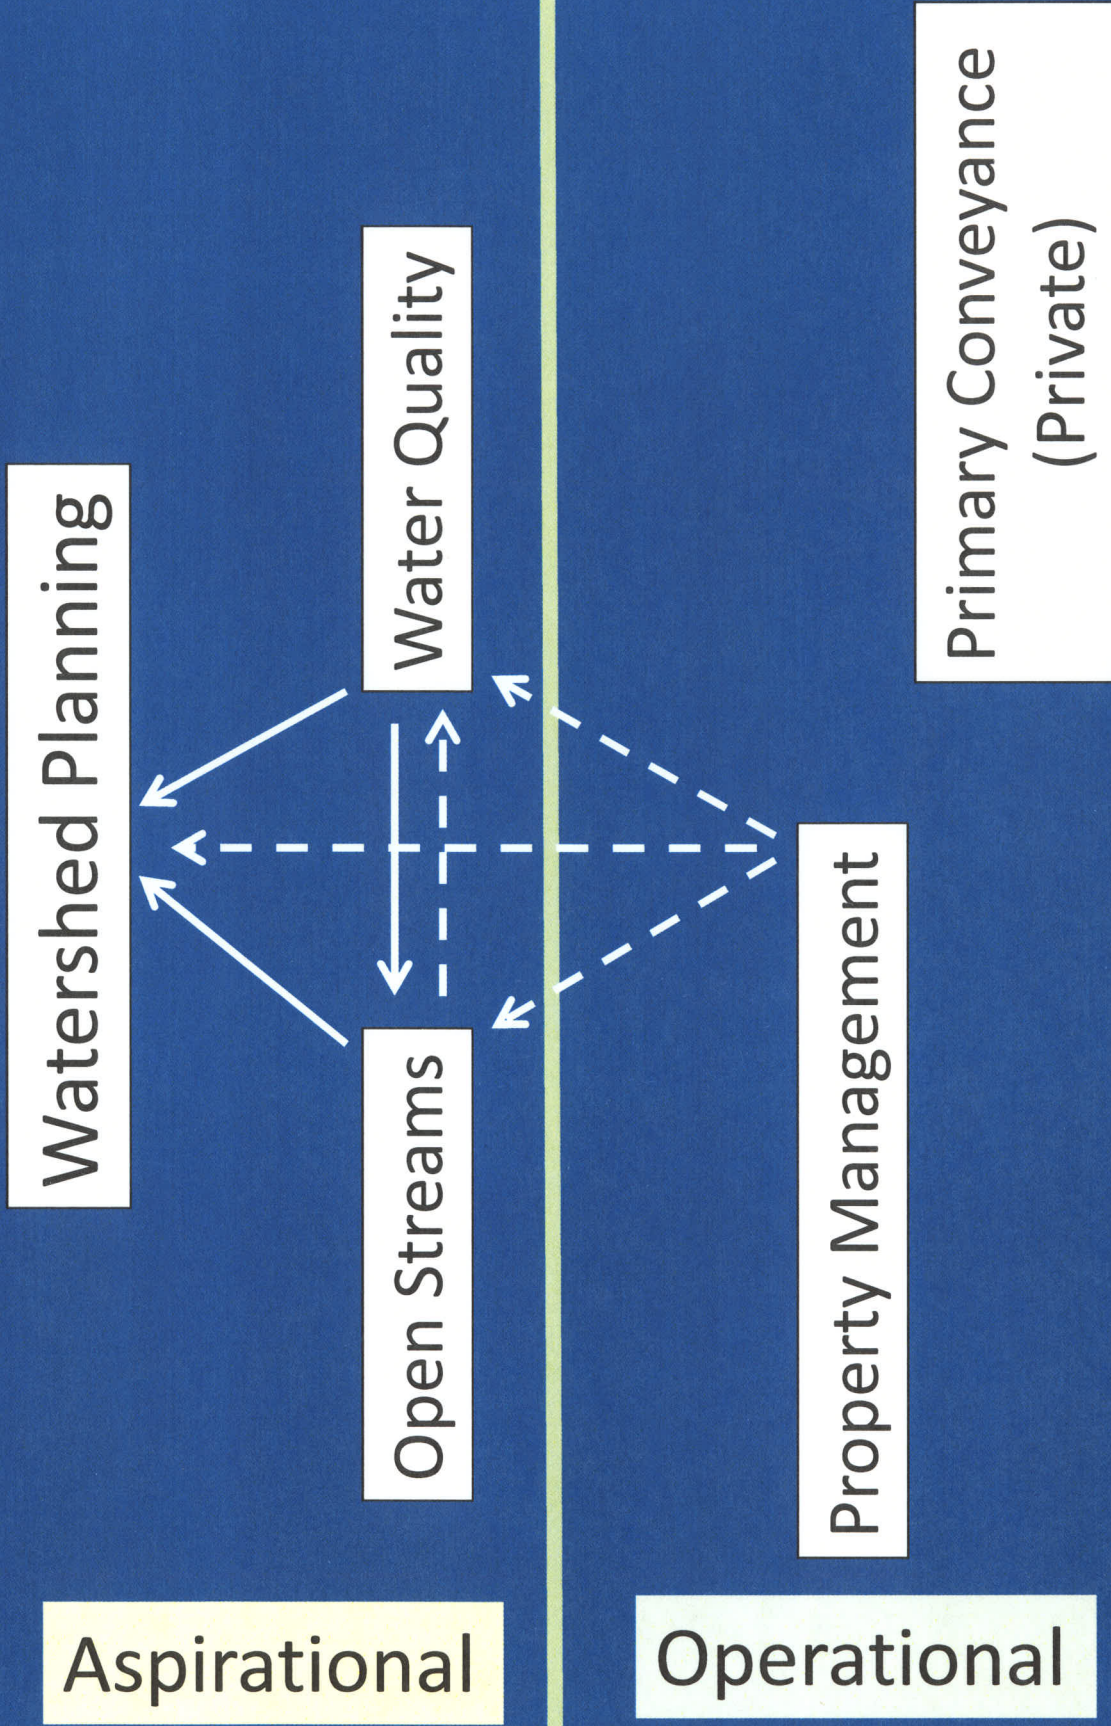 Watershed Planning
Open Streams
Water Quality
Aspirational
Property Management
Operational
Primary Conveyance
(Private)